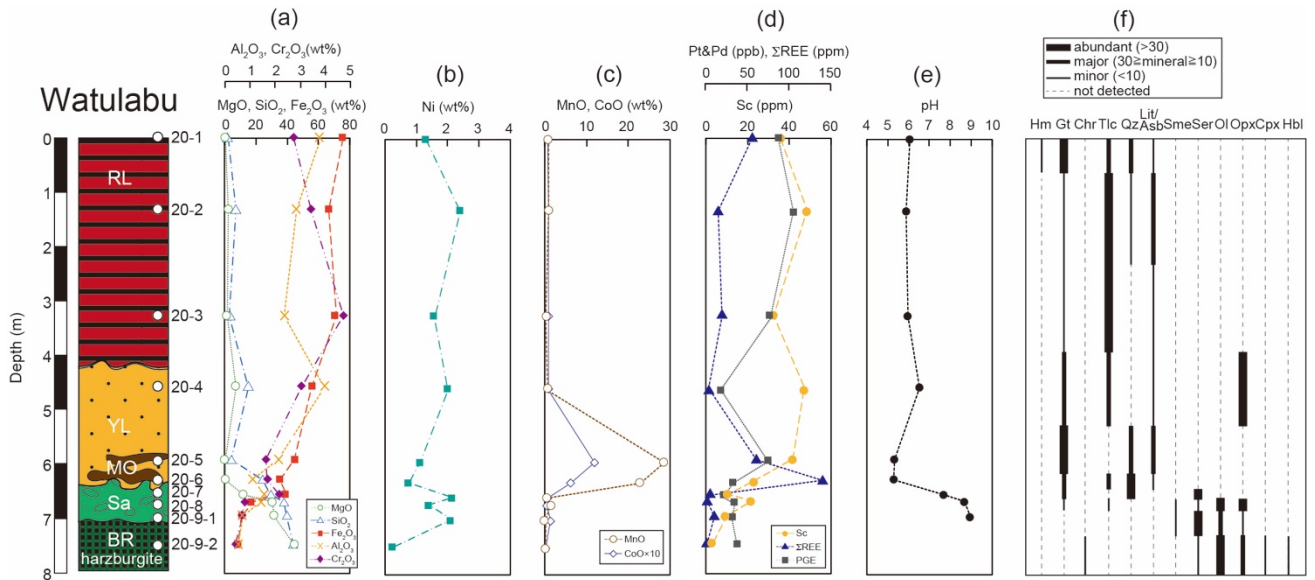 (a)
(b)
(c)
(d)
(e)
(f)
Al₂O₃, Cr₂O₃(wt%)
0 1 2 3 4 5
MgO, SiO₂, Fe₂O₃ (wt%)
0 20 40 60 80
Ni (wt%)
0 1 2 3 4
MnO, CoO (wt%)
0 10 20 30 40
Pt&Pd (ppb), ΣREE (ppm)
0 50 100 150
Sc (ppm)
0 20 40 60
pH
4 5 6 7 8 9 10
abundant (>30)
major (30≧mineral≧10)
minor (<10)
not detected
Hm Gt Chr Tlc Qz Lit/Asb Sme Ser Ol Opx Cpx Hbl
Watulabu
Depth (m)
0
1
2
3
4
5
6
7
8
RL
YL
MO
Sa
BR
harzburgite
20-1
20-2
20-3
20-4
20-5
20-6
20-7
20-8
20-9-1
20-9-2
MgO
SiO₂
Fe₂O₃
Al₂O₃
Cr₂O₃
MnO
CoO×10
Sc
ΣREE
PGE